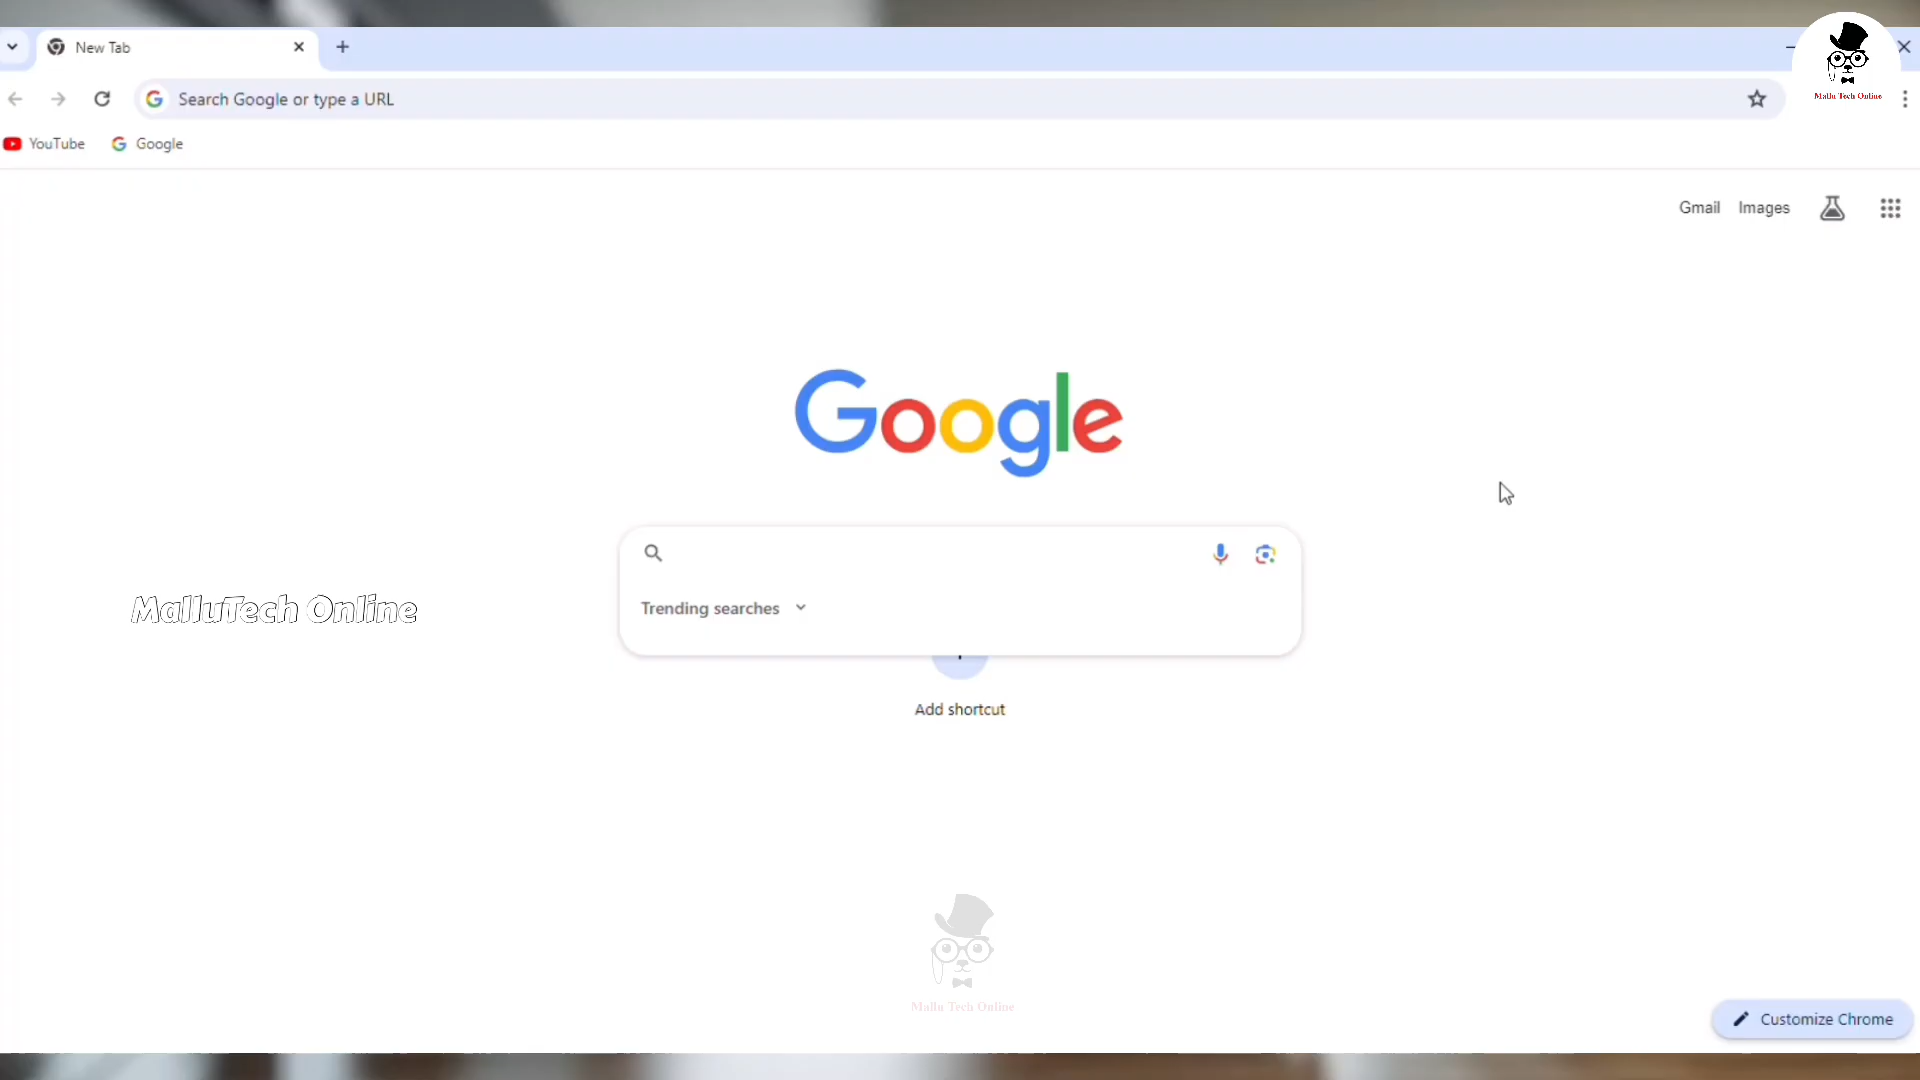 New Tab
Mallu Tech Online
Search Google or type a URL
YouTube
Google
Gmail
Images
Google
Trending searches
MalluTech Online
Add shortcut
Mallu Tech Online
Customize Chrome